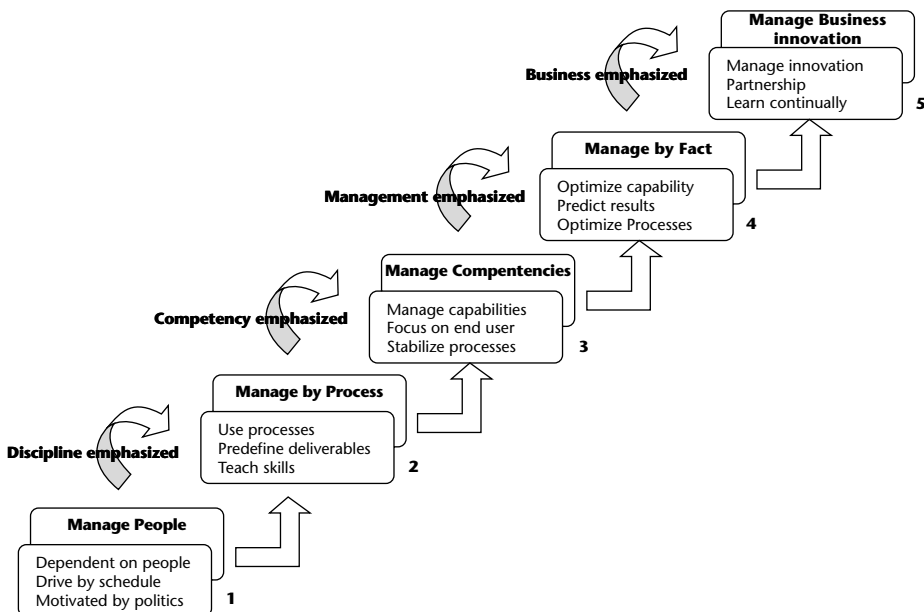 Manage Business
innovation
Business emphasized
Manage innovation
Partnership
Learn continually
5
Manage by Fact
Management emphasized
Optimize capability
Predict results
Optimize Processes
4
Manage Compentencies
Competency emphasized
Manage capabilities
Focus on end user
Stabilize processes
3
Manage by Process
Discipline emphasized
Use processes
Predefine deliverables
Teach skills
2
Manage People
Dependent on people
Drive by schedule
Motivated by politics
1